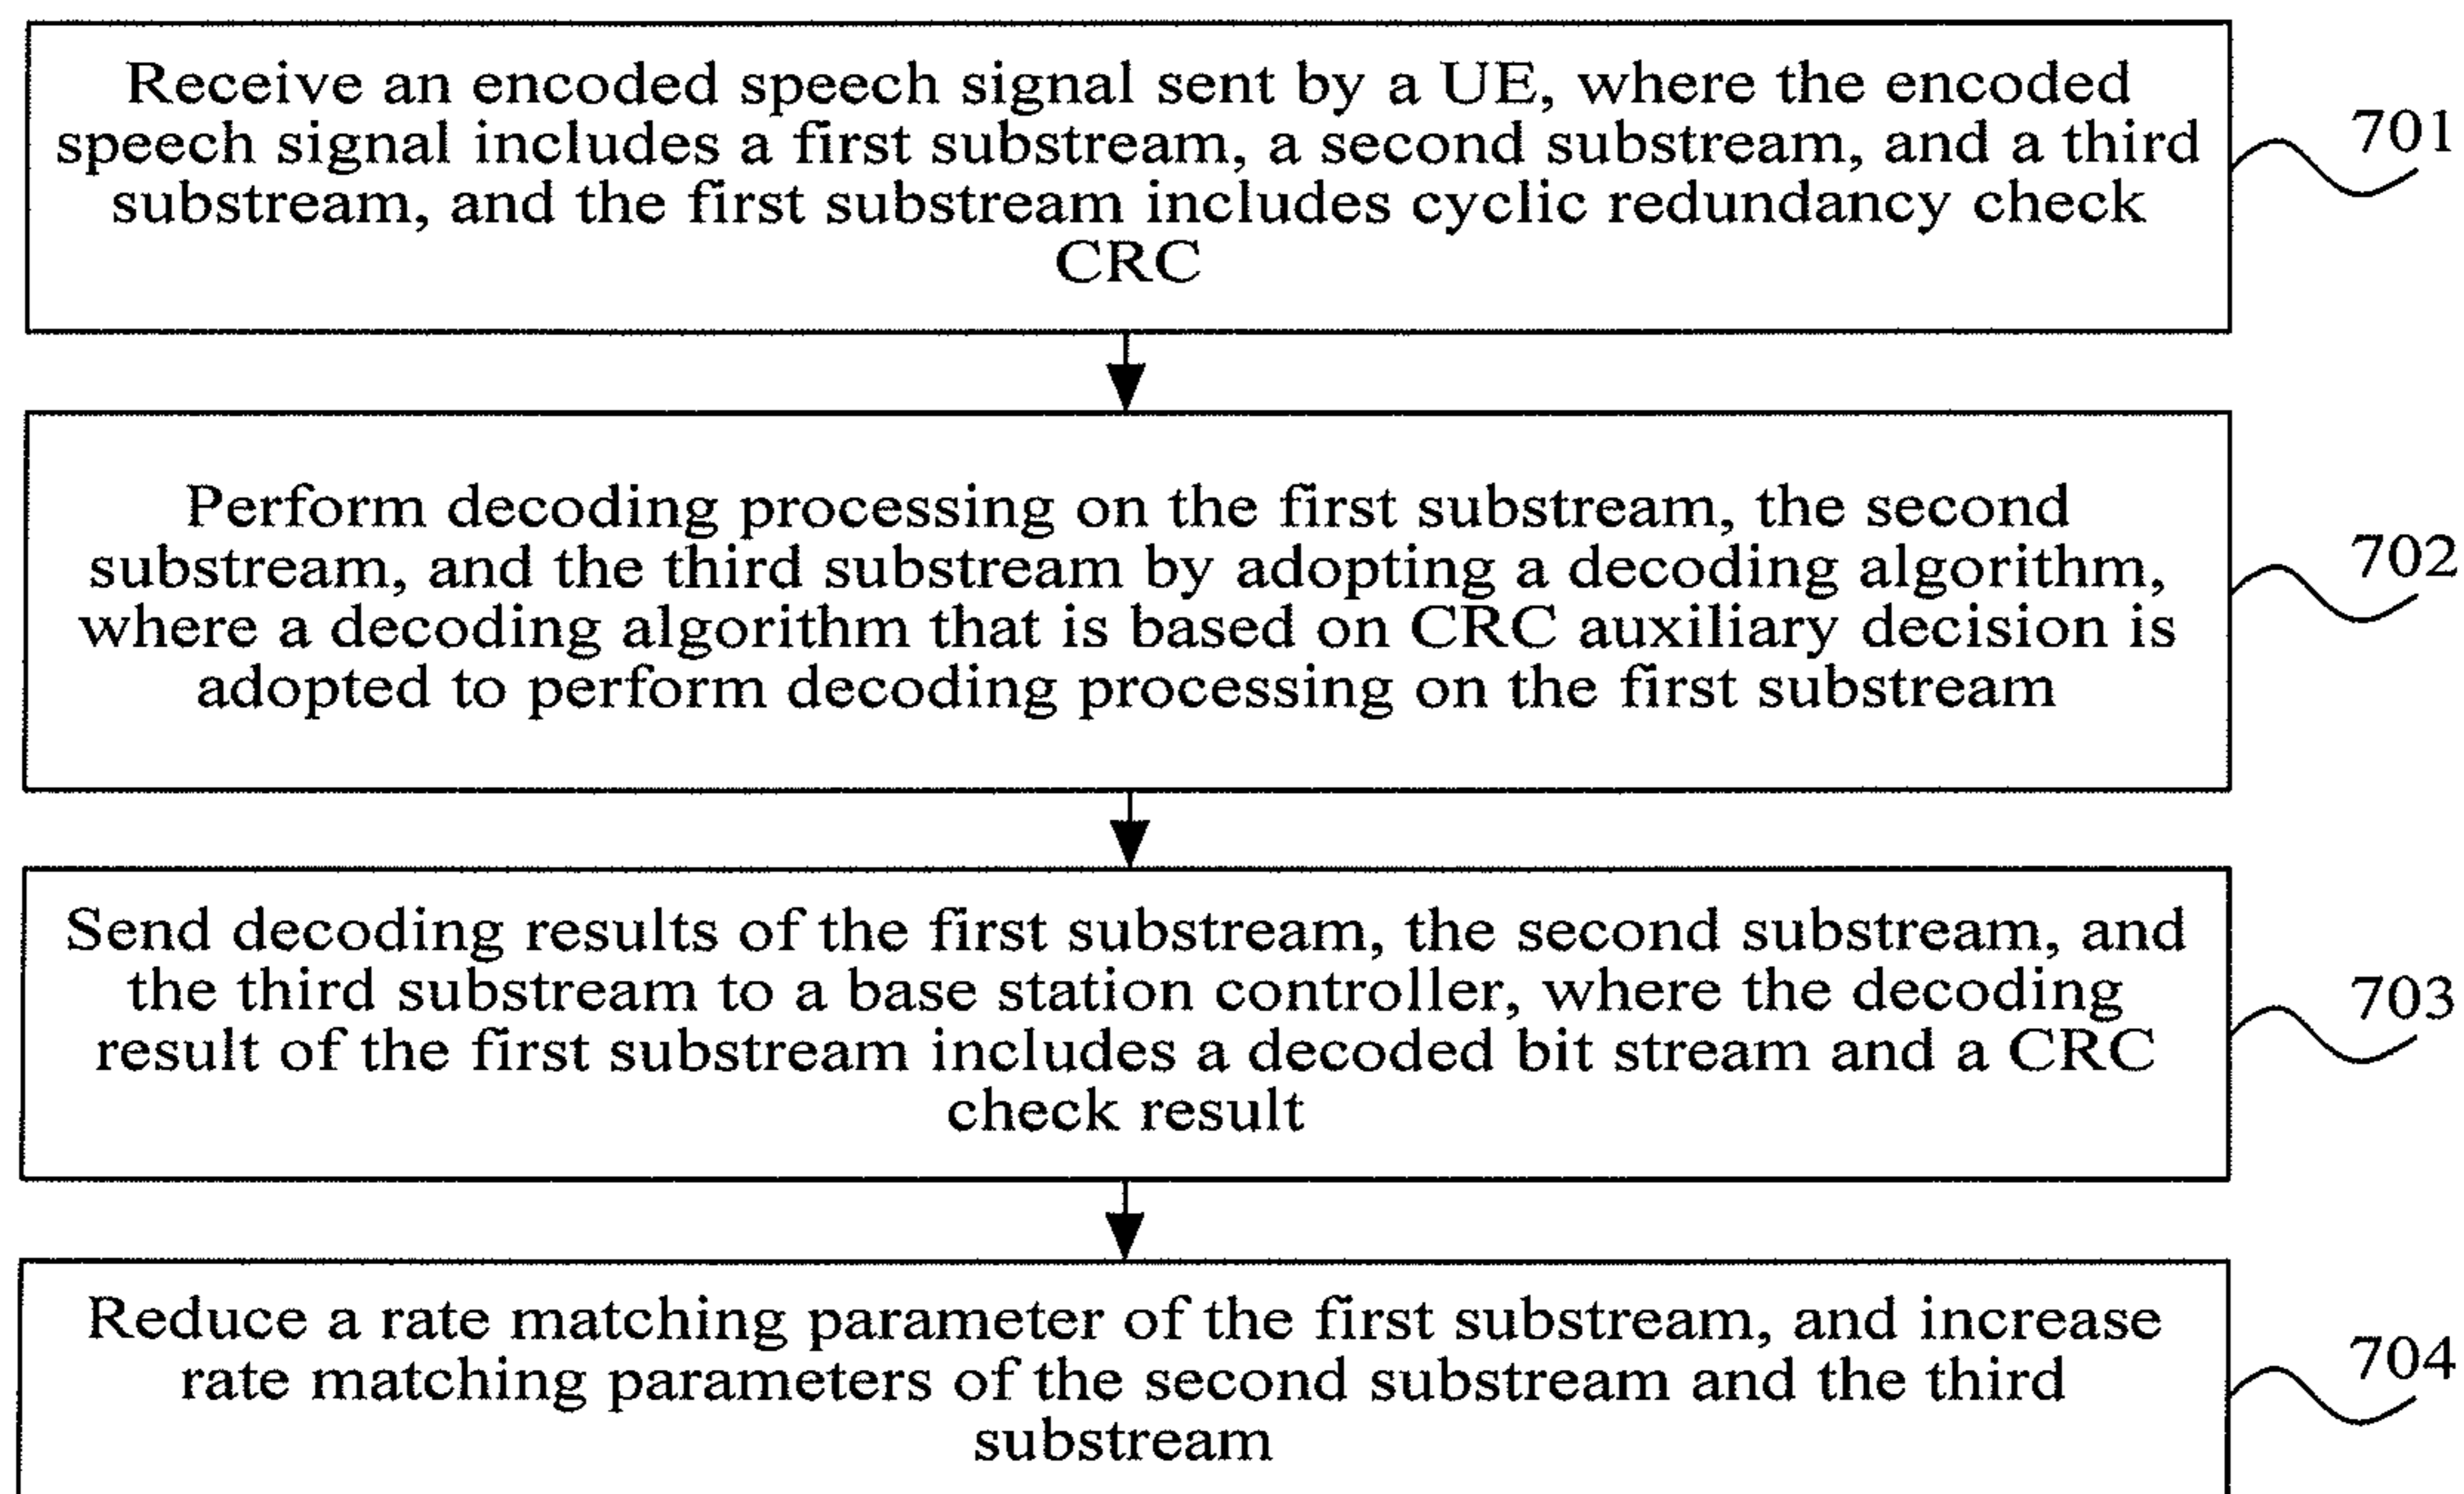 Receive an encoded speech signal sent by a UE, where the encoded
speech signal includes a first substream, a second substream, and a third
substream, and the first substream includes cyclic redundancy check
CRC
701
Perform decoding processing on the first substream, the second
substream, and the third substream by adopting a decoding algorithm,
where a decoding algorithm that is based on CRC auxiliary decision is
adopted to perform decoding processing on the first substream
702
Send decoding results of the first substream, the second substream, and
the third substream to a base station controller, where the decoding
result of the first substream includes a decoded bit stream and a CRC
check result
703
Reduce a rate matching parameter of the first substream, and increase
rate matching parameters of the second substream and the third
substream
704